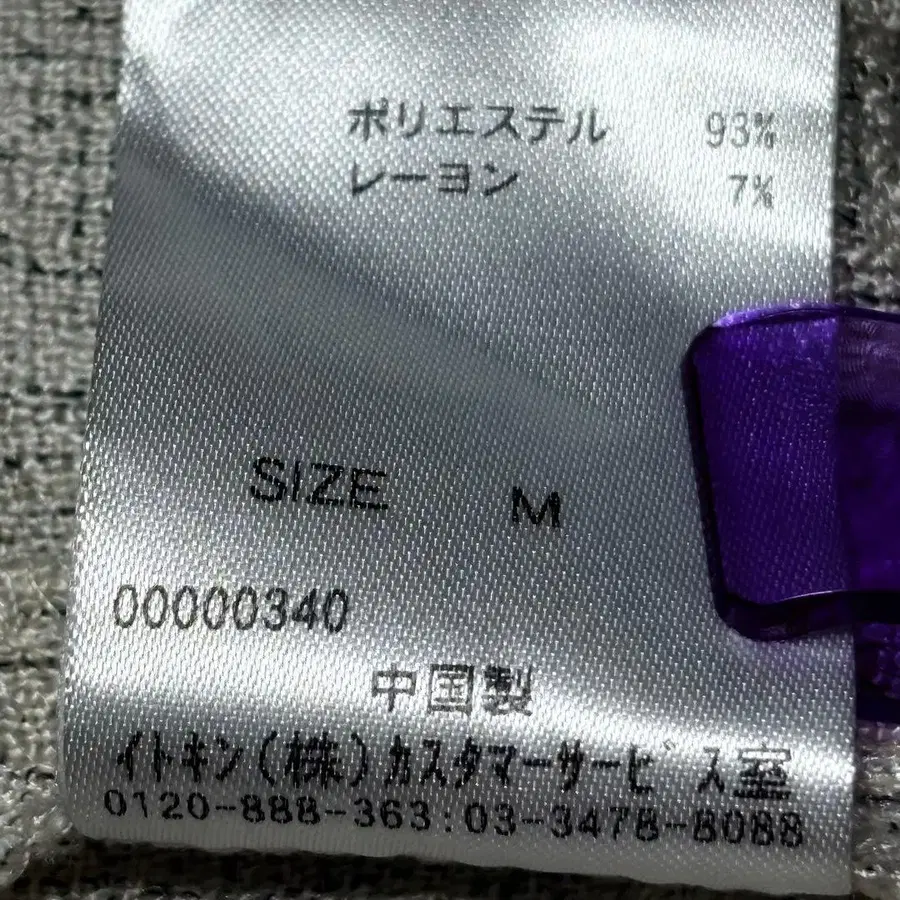 ポリエステル 93%
レーヨン 7%
SIZE M
00000340
中国製
イトキン(株)カスタマーサービス室
0120-888-363:03-3478-8088